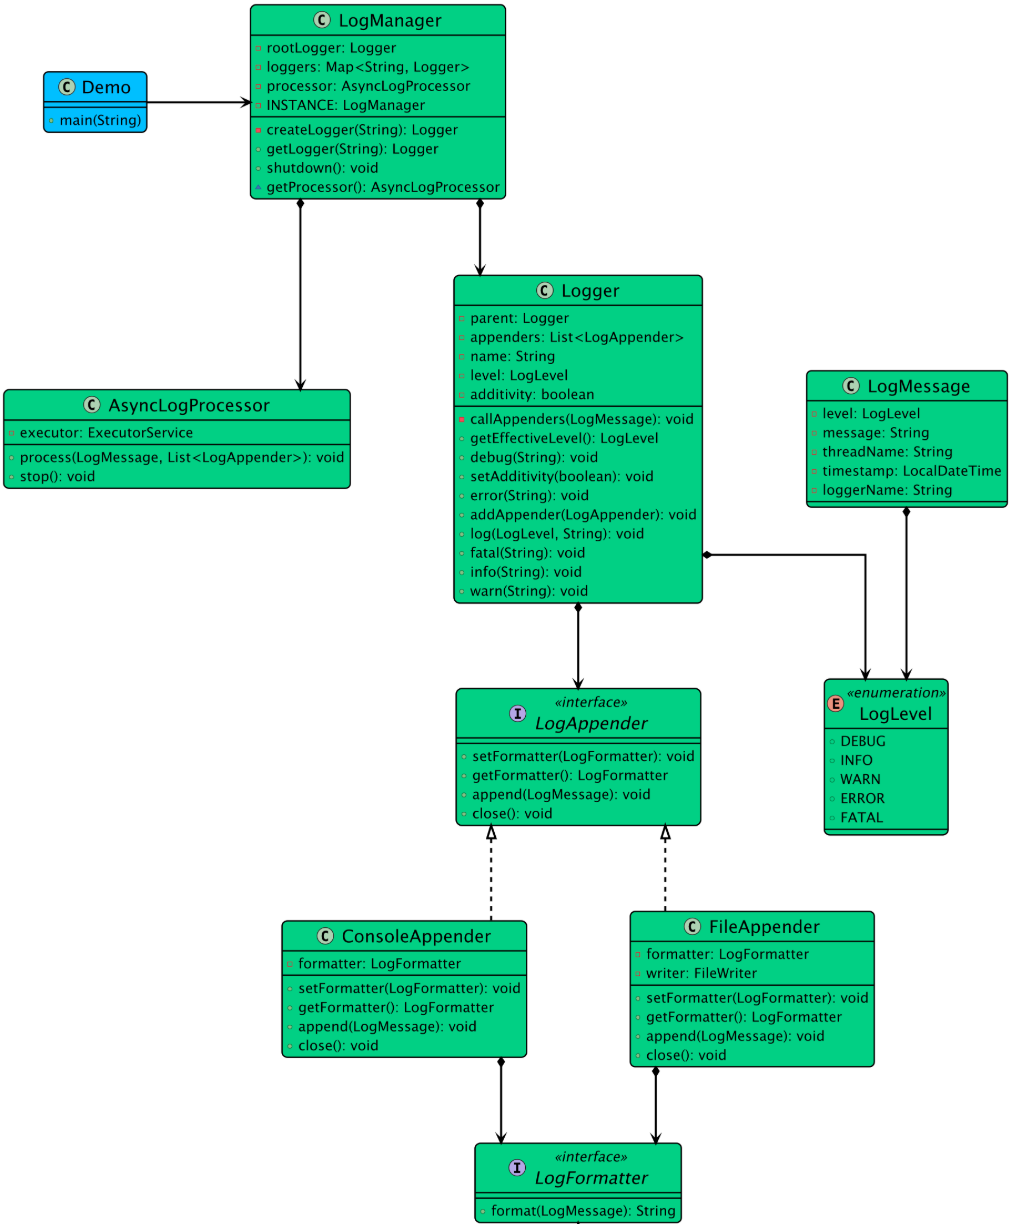 LogManager
rootLogger: Logger
loggers: Map<String, Logger>
processor: AsyncLogProcessor
INSTANCE: LogManager
createLogger(String): Logger
getLogger(String): Logger
shutdown(): void
getProcessor(): AsyncLogProcessor
Demo
main(String)
Logger
parent: Logger
appenders: List<LogAppender>
name: String
level: LogLevel
additivity: boolean
callAppenders(LogMessage): void
getEffectiveLevel(): LogLevel
debug(String): void
setAdditivity(boolean): void
error(String): void
addAppender(LogAppender): void
log(LogLevel, String): void
fatal(String): void
info(String): void
warn(String): void
AsyncLogProcessor
executor: ExecutorService
process(LogMessage, List<LogAppender>): void
stop(): void
LogMessage
level: LogLevel
message: String
threadName: String
timestamp: LocalDateTime
loggerName: String
«interface»
LogAppender
setFormatter(LogFormatter): void
getFormatter(): LogFormatter
append(LogMessage): void
close(): void
«enumeration»
LogLevel
DEBUG
INFO
WARN
ERROR
FATAL
ConsoleAppender
formatter: LogFormatter
setFormatter(LogFormatter): void
getFormatter(): LogFormatter
append(LogMessage): void
close(): void
FileAppender
formatter: LogFormatter
writer: FileWriter
setFormatter(LogFormatter): void
getFormatter(): LogFormatter
append(LogMessage): void
close(): void
«interface»
LogFormatter
format(LogMessage): String